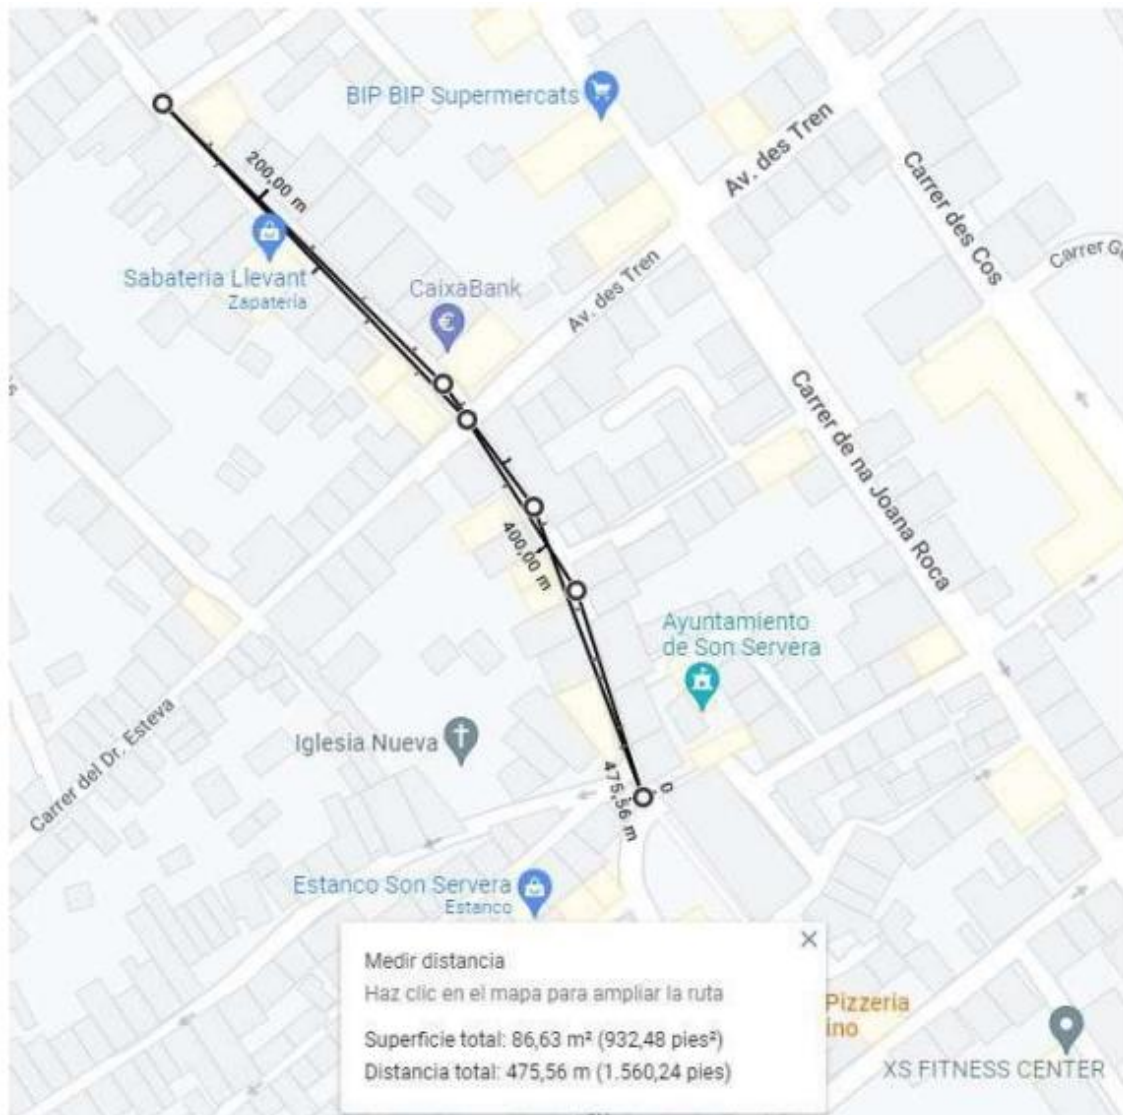 BIP BIP Supermercats
Av. des Tren
Carrer des Cos
200,00 m
Sabateria Llevant
Zapatería
CaixaBank
Av. des Tren
Carrer de na Joana Roca
400,00 m
Ayuntamiento
de Son Servera
Iglesia Nueva
Carrer del Dr. Esteva
0
475,56 m
Estanco Son Servera
Estanco
Medir distancia
Haz clic en el mapa para ampliar la ruta
Superficie total: 86,63 m² (932,48 pies²)
Distancia total: 475,56 m (1.560,24 pies)
Pizzeria
ino
XS FITNESS CENTER